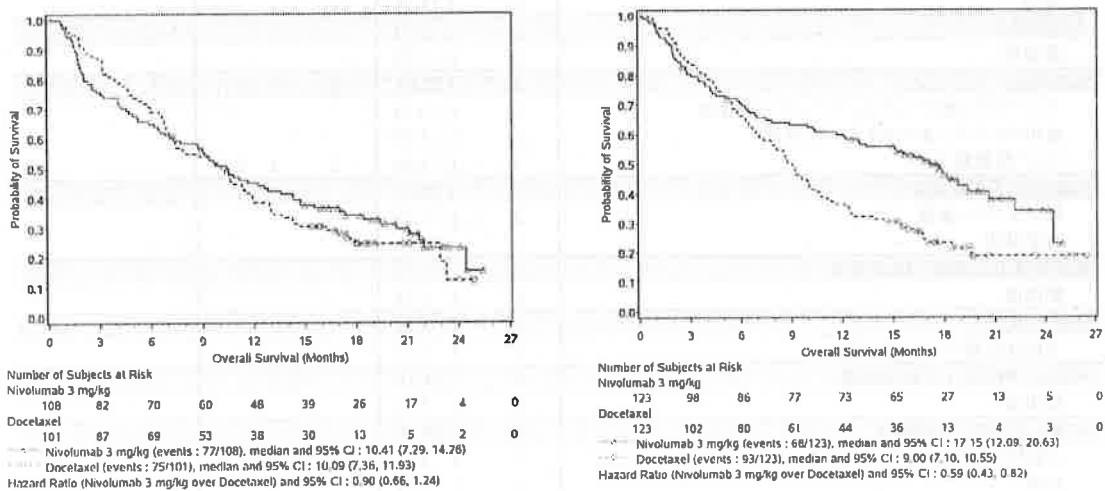 1.0
0.9
0.8
0.7
0.6
0.5
0.4
0.3
0.2
0.1
0.0
Probability of Survival
0 3 6 9 12 15 18 21 24 27
Overall Survival (Months)
Number of Subjects at Risk
Nivolumab 3 mg/kg
108 82 70 60 48 39 26 17 4 0
Docetaxel
101 87 69 53 38 30 13 5 2 0
Nivolumab 3 mg/kg (events : 77/108), median and 95% CI : 10.41 (7.29, 14.26)
Docetaxel (events : 75/101), median and 95% CI : 10.09 (7.36, 11.93)
Hazard Ratio (Nivolumab 3 mg/kg over Docetaxel) and 95% CI : 0.90 (0.66, 1.24)
1.0
0.9
0.8
0.7
0.6
0.5
0.4
0.3
0.2
0.1
0.0
Probability of Survival
0 3 6 9 12 15 18 21 24 27
Overall Survival (Months)
Number of Subjects at Risk
Nivolumab 3 mg/kg
123 98 86 77 73 65 27 13 5 0
Docetaxel
123 102 80 61 44 36 13 4 3 0
Nivolumab 3 mg/kg (events : 68/123), median and 95% CI : 17.15 (12.09, 20.63)
Docetaxel (events : 93/123), median and 95% CI : 9.00 (7.10, 10.55)
Hazard Ratio (Nivolumab 3 mg/kg over Docetaxel) and 95% CI : 0.59 (0.43, 0.82)